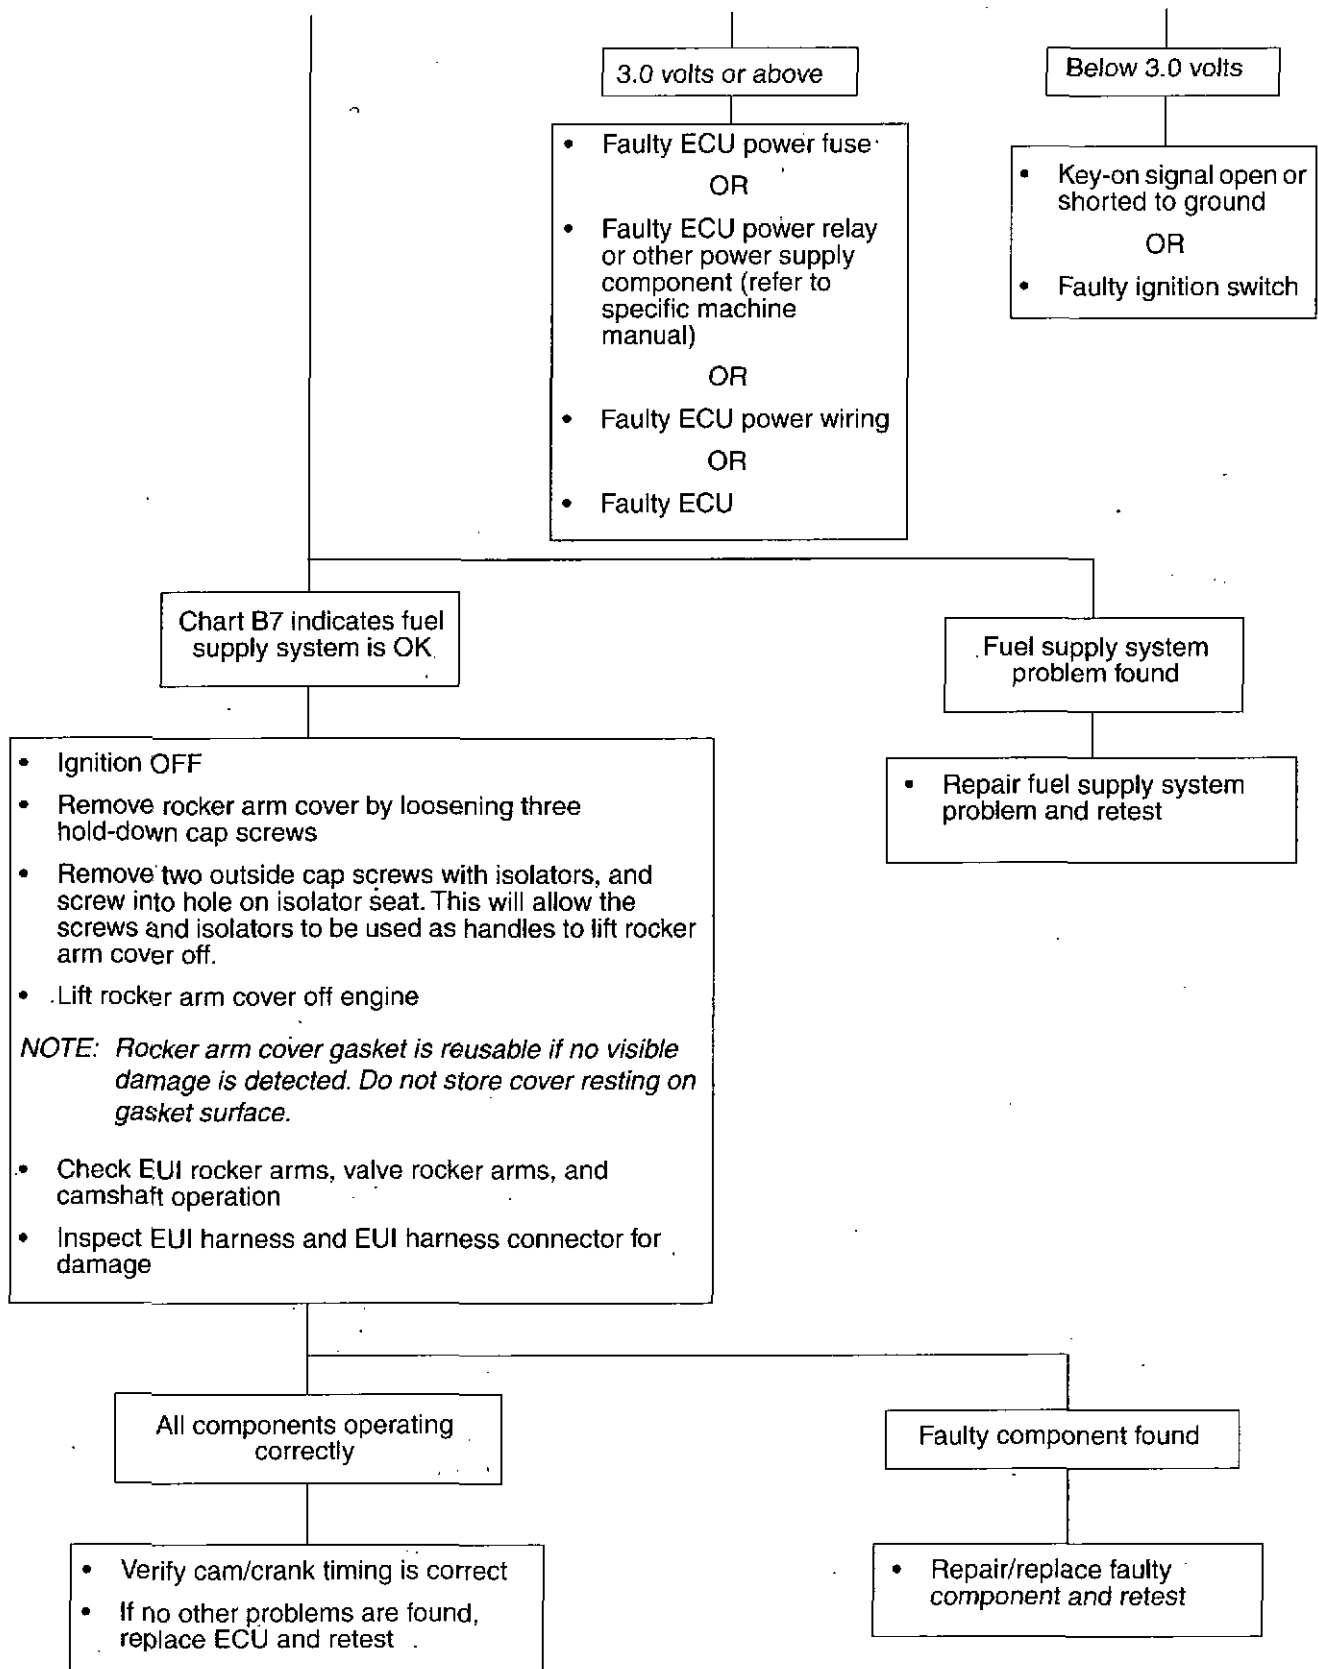 3.0 volts or above
Below 3.0 volts
• Faulty ECU power fuse
OR
• Faulty ECU power relay
or other power supply
component (refer to
specific machine
manual)
OR
• Faulty ECU power wiring
OR
• Faulty ECU
• Key-on signal open or
shorted to ground
OR
• Faulty ignition switch
Chart B7 indicates fuel
supply system is OK
Fuel supply system
problem found
• Ignition OFF
• Remove rocker arm cover by loosening three
hold-down cap screws
• Remove two outside cap screws with isolators, and
screw into hole on isolator seat. This will allow the
screws and isolators to be used as handles to lift rocker
arm cover off.
• Lift rocker arm cover off engine
NOTE: Rocker arm cover gasket is reusable if no visible
damage is detected. Do not store cover resting on
gasket surface.
• Check EUI rocker arms, valve rocker arms, and
camshaft operation
• Inspect EUI harness and EUI harness connector for
damage
• Repair fuel supply system
problem and retest
All components operating
correctly
Faulty component found
• Verify cam/crank timing is correct
• If no other problems are found,
replace ECU and retest
• Repair/replace faulty
component and retest